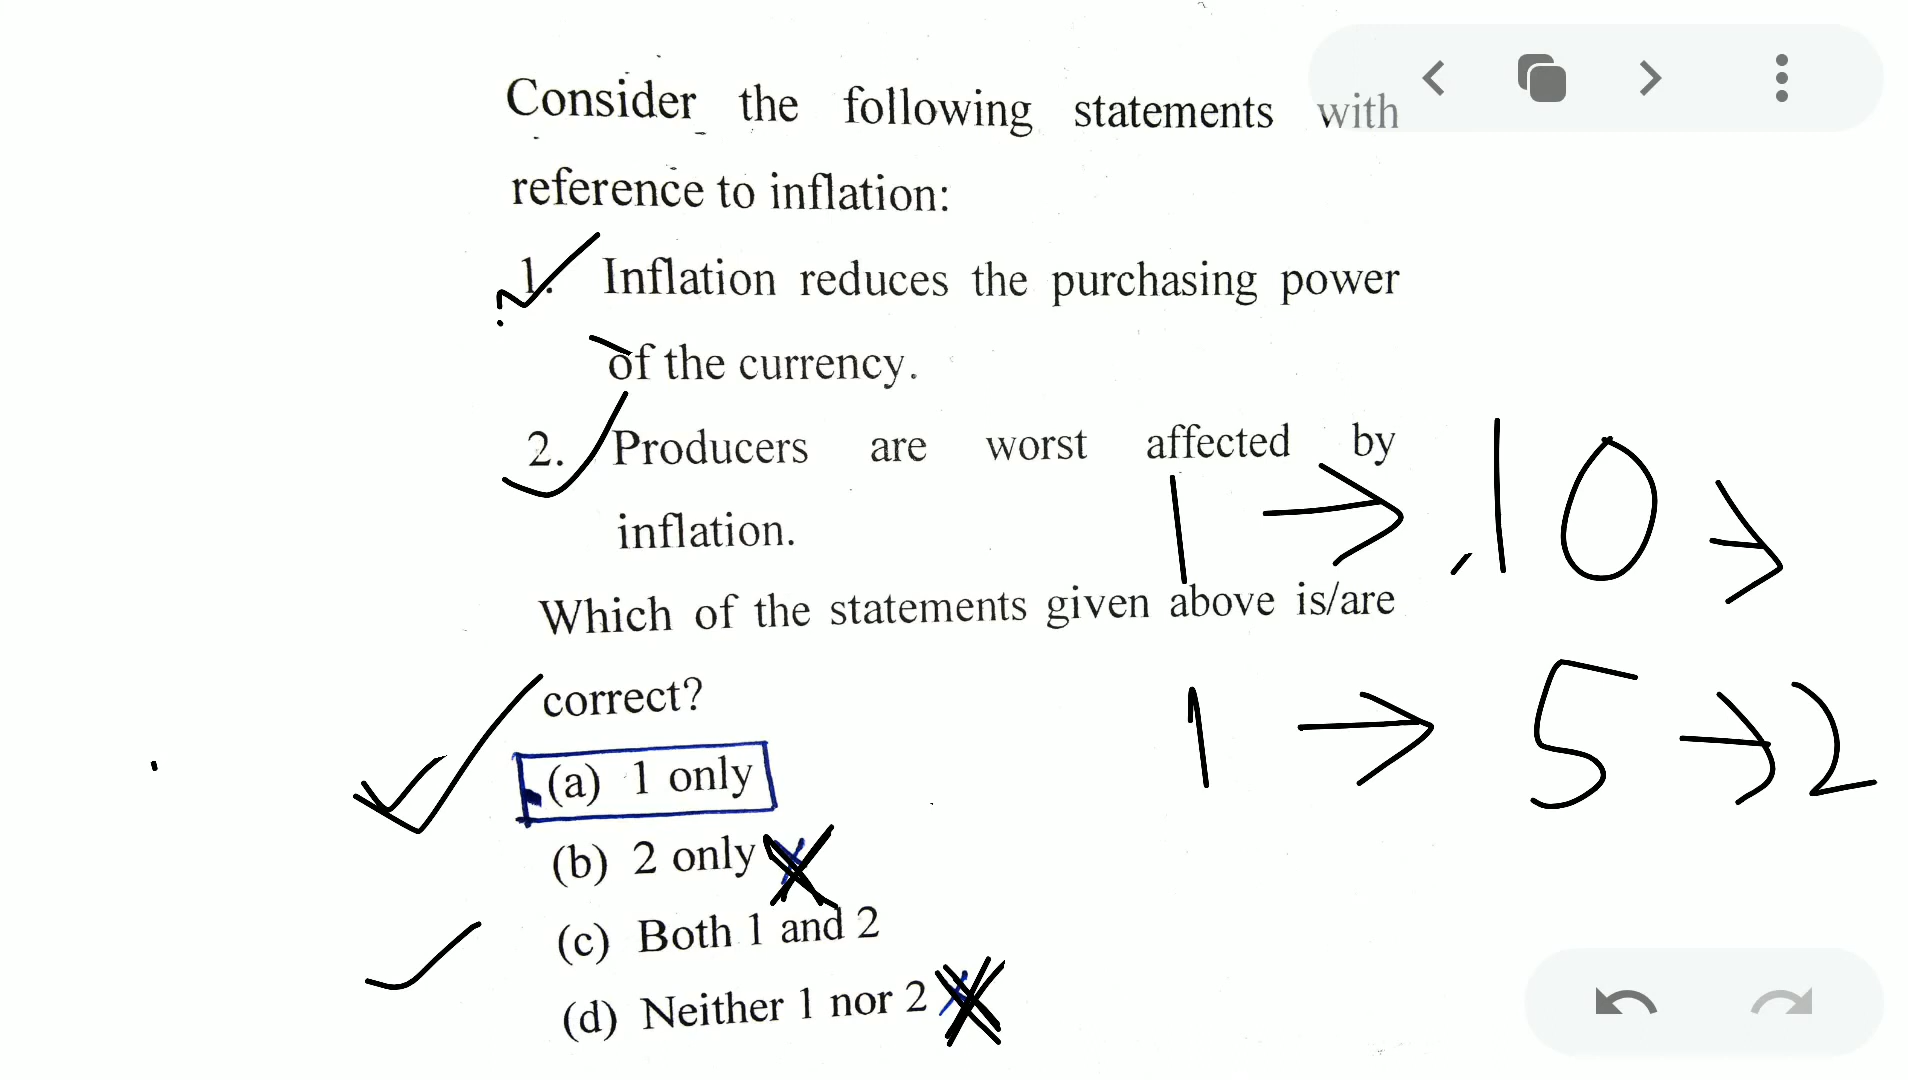 Consider the following statements with
reference to inflation:
1. Inflation reduces the purchasing power
of the currency.
2. Producers are worst affected by
inflation.
1 → 10 →
Which of the statements given above is/are
correct?
1 → 5 → 2
(a) 1 only
(b) 2 only
(c) Both 1 and 2
(d) Neither 1 nor 2